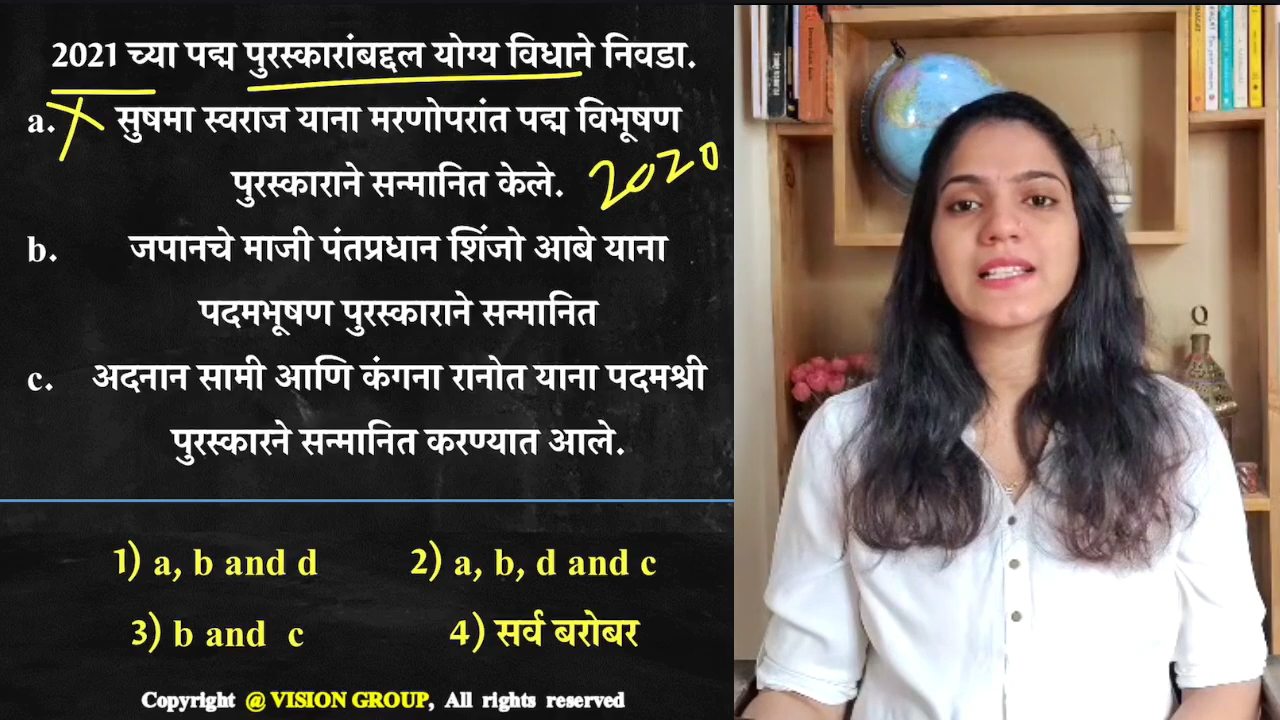 2021 च्या पद्म पुरस्कारांबद्दल योग्य विधाने निवडा.
a. सुषमा स्वराज याना मरणोपरांत पद्म विभूषण
पुरस्काराने सन्मानित केले. 2020
b. जपानचे माजी पंतप्रधान शिंजो आबे याना
पदमभूषण पुरस्काराने सन्मानित
c. अदनान सामी आणि कंगना रानोत याना पदमश्री
पुरस्कारने सन्मानित करण्यात आले.
1) a, b and d 2) a, b, d and c
3) b and c 4) सर्व बरोबर
Copyright @ VISION GROUP, All rights reserved